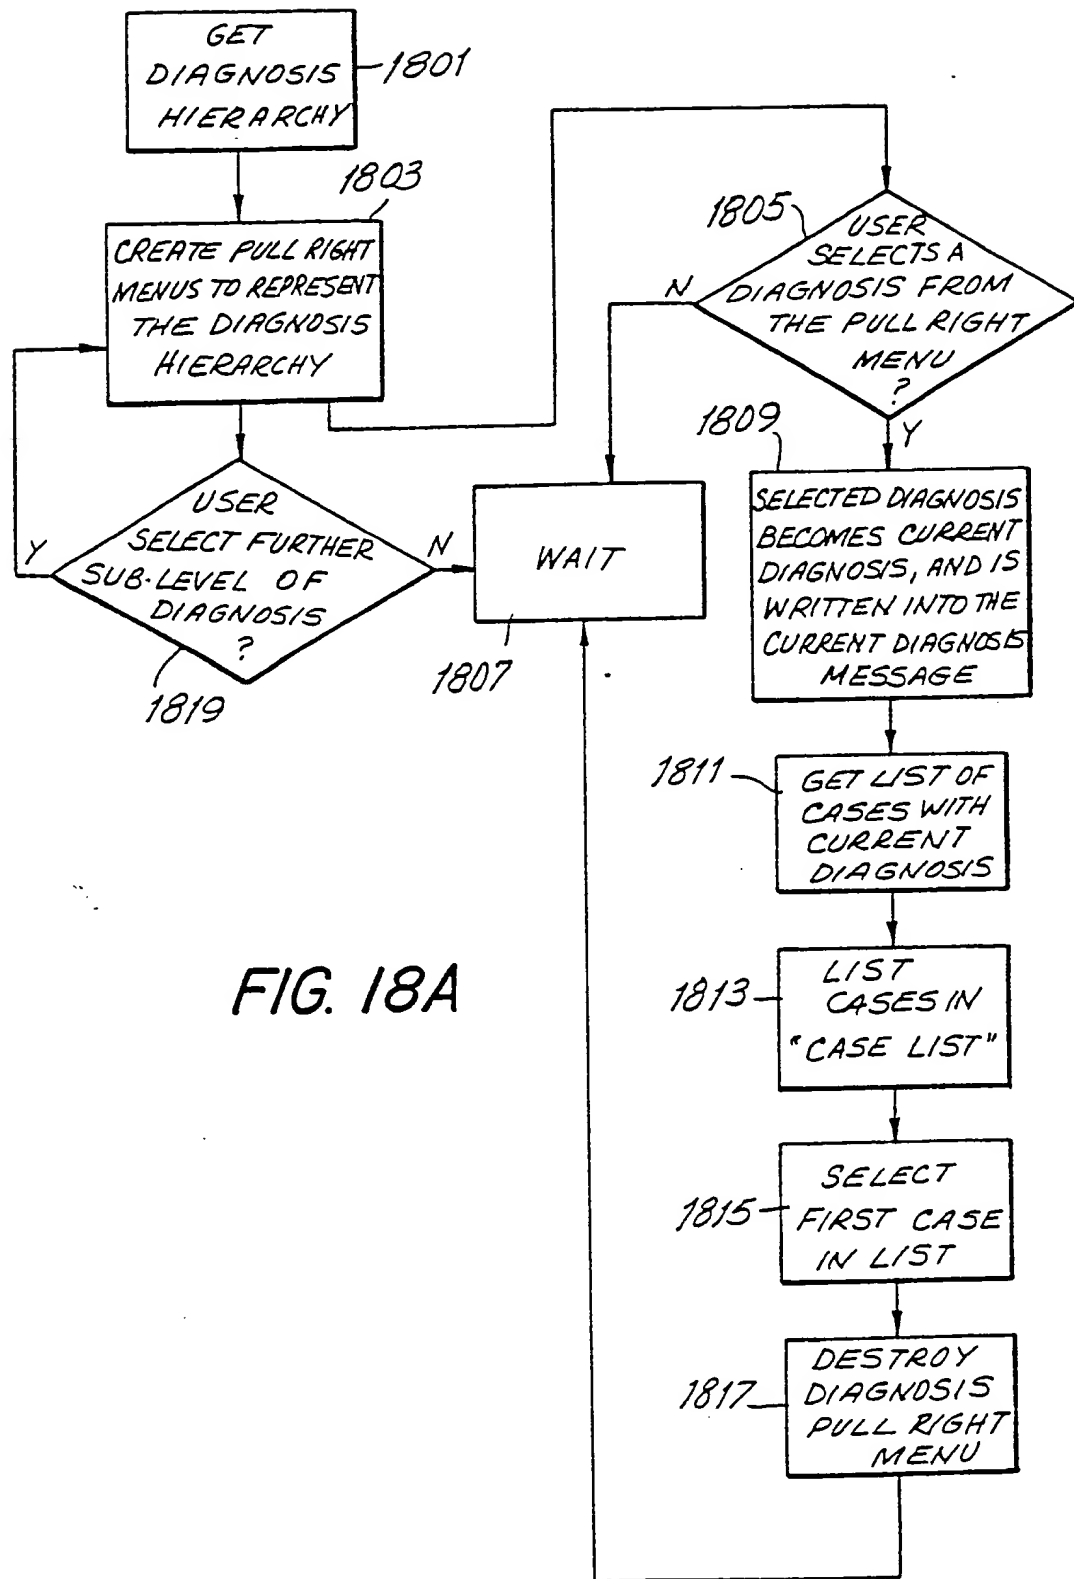 GET
DIAGNOSIS
HIERARCHY
1801
1803
CREATE PULL RIGHT
MENUS TO REPRESENT
THE DIAGNOSIS
HIERARCHY
USER
SELECT FURTHER
SUB-LEVEL OF
DIAGNOSIS
?
Y
N
1819
WAIT
1807
1805
USER
SELECTS A
DIAGNOSIS FROM
THE PULL RIGHT
MENU
?
N
Y
1809
SELECTED DIAGNOSIS
BECOMES CURRENT
DIAGNOSIS, AND IS
WRITTEN INTO THE
CURRENT DIAGNOSIS
MESSAGE
1811
GET LIST OF
CASES WITH
CURRENT
DIAGNOSIS
1813
LIST
CASES IN
"CASE LIST"
1815
SELECT
FIRST CASE
IN LIST
1817
DESTROY
DIAGNOSIS
PULL RIGHT
MENU
FIG. 18A